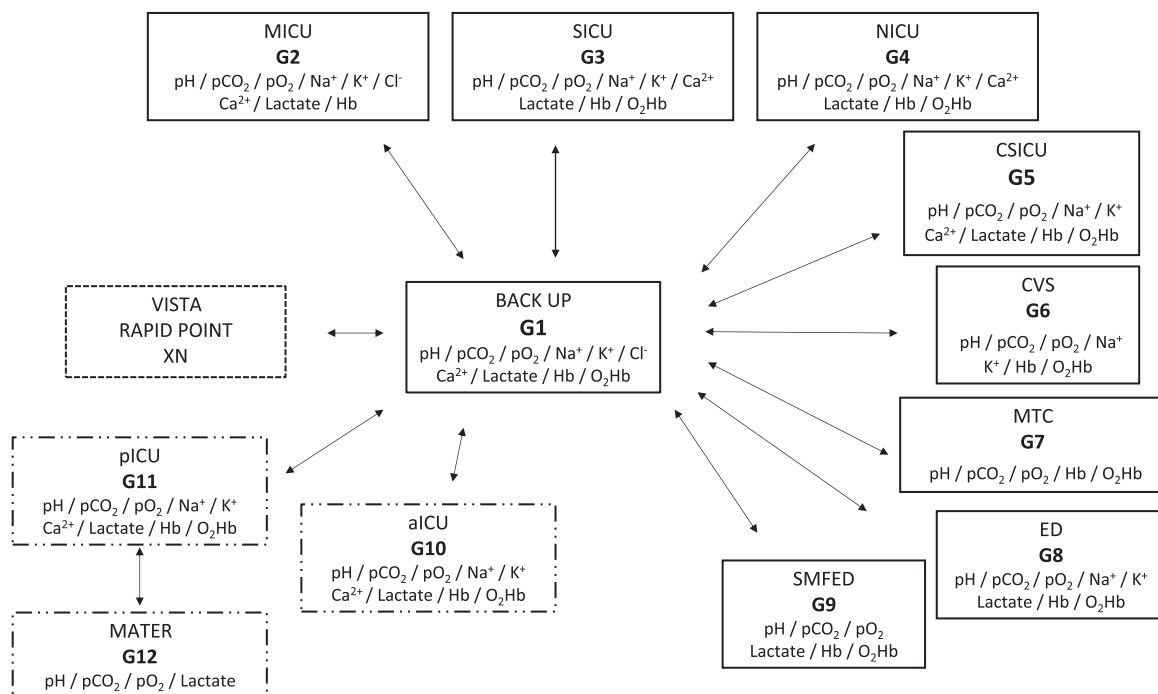 MICU
G2
pH / pCO₂ / pO₂ / Na⁺ / K⁺ / Cl⁻
Ca²⁺ / Lactate / Hb
SICU
G3
pH / pCO₂ / pO₂ / Na⁺ / K⁺ / Ca²⁺
Lactate / Hb / O₂Hb
NICU
G4
pH / pCO₂ / pO₂ / Na⁺ / K⁺ / Ca²⁺
Lactate / Hb / O₂Hb
CSICU
G5
pH / pCO₂ / pO₂ / Na⁺ / K⁺
Ca²⁺ / Lactate / Hb / O₂Hb
VISTA
RAPID POINT
XN
BACK UP
G1
pH / pCO₂ / pO₂ / Na⁺ / K⁺ / Cl⁻
Ca²⁺ / Lactate / Hb / O₂Hb
CVS
G6
pH / pCO₂ / pO₂ / Na⁺
K⁺ / Hb / O₂Hb
MTC
G7
pH / pCO₂ / pO₂ / Hb / O₂Hb
pICU
G11
pH / pCO₂ / pO₂ / Na⁺ / K⁺
Ca²⁺ / Lactate / Hb / O₂Hb
aICU
G10
pH / pCO₂ / pO₂ / Na⁺ / K⁺
Ca²⁺ / Lactate / Hb / O₂Hb
ED
G8
pH / pCO₂ / pO₂ / Na⁺ / K⁺
Lactate / Hb / O₂Hb
SMFED
G9
pH / pCO₂ / pO₂
Lactate / Hb / O₂Hb
MATER
G12
pH / pCO₂ / pO₂ / Lactate